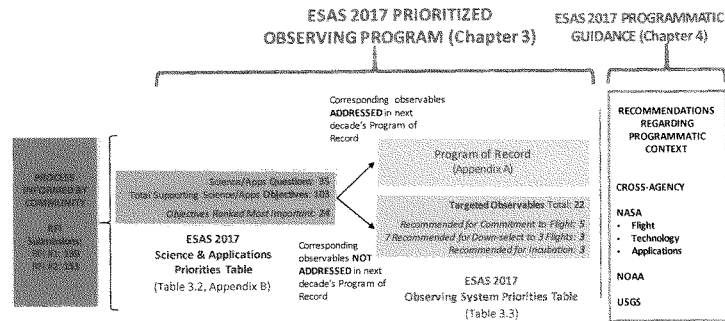 ESAS 2017 PRIORITIZED
OBSERVING PROGRAM (Chapter 3)
ESAS 2017 PROGRAMMATIC
GUIDANCE (Chapter 4)
PROCESS
INFORMED BY
COMMUNITY
RFI
Submissions:
RFI #1:
RFI #2:
Science/Apps Questions: 35
Total Supporting Science/Apps Objectives: 103
Objectives Ranked Most Important: 24
ESAS 2017
Science & Applications
Priorities Table
(Table 3.2, Appendix B)
Corresponding observables
ADDRESSED in next
decade's Program of
Record
Corresponding
observables NOT
ADDRESSED in next
decade's Program of
Record
Program of Record
(Appendix A)
Targeted Observables Total: 22
Recommended for Commitment to Flight: 5
7 Recommended for Down-select to 3 Flights: 3
Recommended for Incubation: 3
ESAS 2017
Observing System Priorities Table
(Table 3.3)
RECOMMENDATIONS
REGARDING
PROGRAMMATIC
CONTEXT
CROSS-AGENCY
NASA
• Flight
• Technology
• Applications
NOAA
USGS